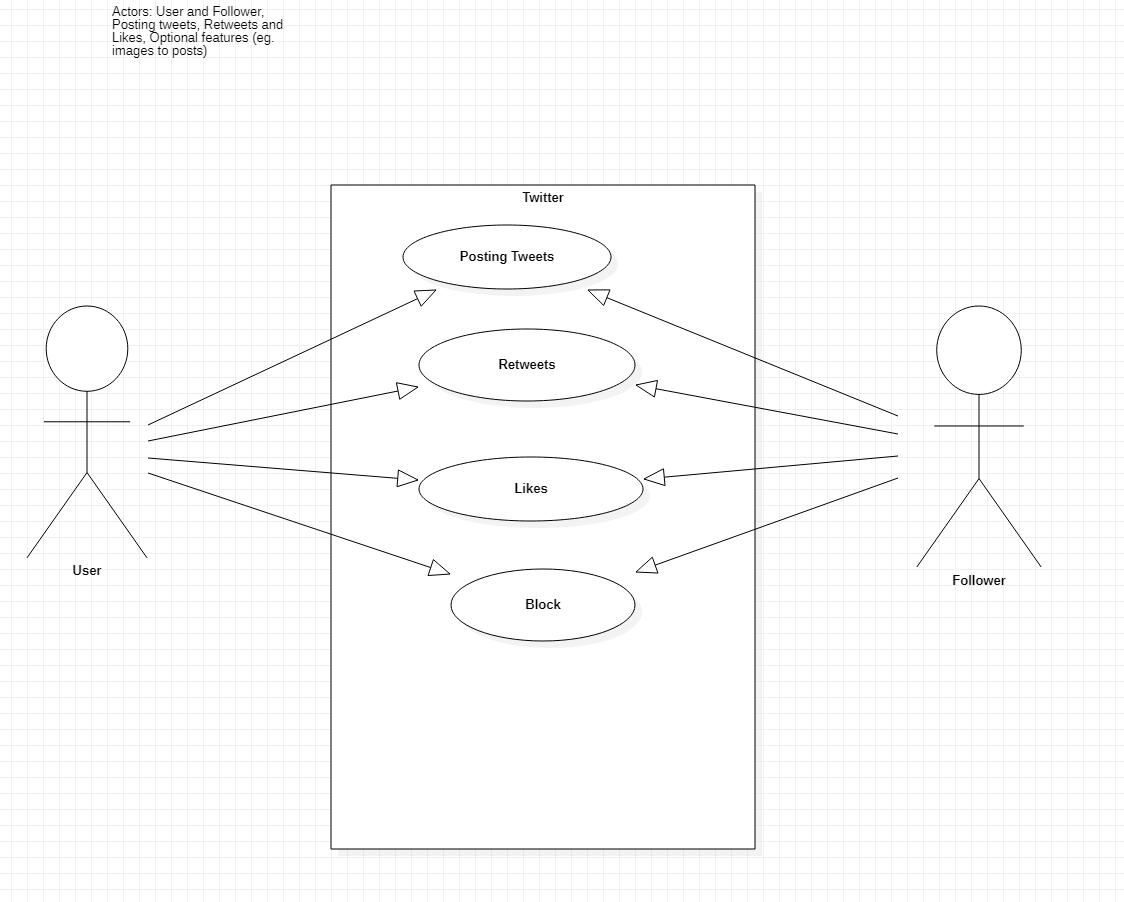 Actors: User and Follower,
Posting tweets, Retweets and
Likes, Optional features (eg.
images to posts)
Twitter
Posting Tweets
Retweets
Likes
Block
User
Follower